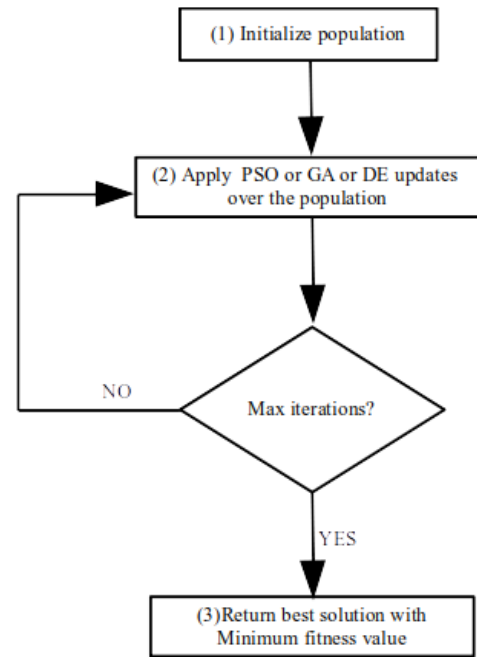 (1) Initialize population
(2) Apply PSO or GA or DE updates
over the population
NO
Max iterations?
YES
(3)Return best solution with
Minimum fitness value